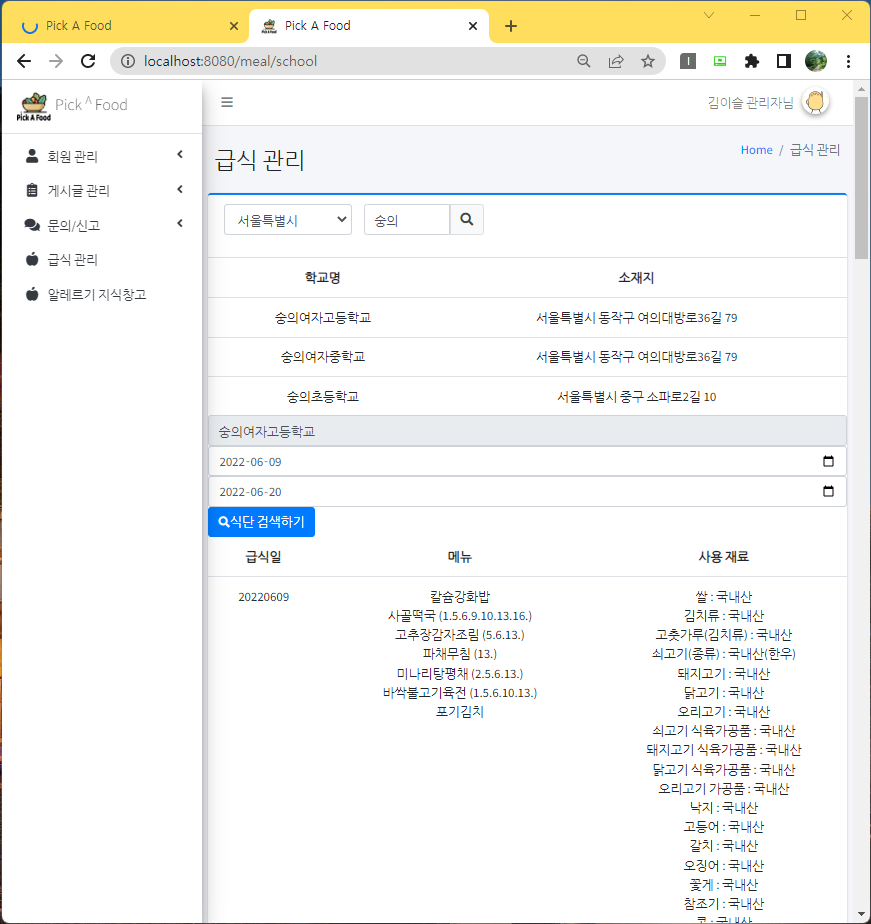 Pick A Food
Pick A Food
localhost:8080/meal/school
Pick A Food
Pick A Food
김이슬 관리자님
회원 관리
게시글 관리
문의/신고
급식 관리
알레르기 지식창고
급식 관리
Home / 급식 관리
서울특별시 숭의
학교명 소재지
숭의여자고등학교 서울특별시 동작구 여의대방로36길 79
숭의여자중학교 서울특별시 동작구 여의대방로36길 79
숭의초등학교 서울특별시 중구 소파로2길 10
숭의여자고등학교
2022-06-09
2022-06-20
식단 검색하기
급식일 메뉴 사용 재료
20220609 칼슘강화밥 쌀 : 국내산
사골떡국 (1.5.6.9.10.13.16.) 김치류 : 국내산
고추장감자조림 (5.6.13.) 고춧가루(김치류) : 국내산
파채무침 (13.) 쇠고기(종류) : 국내산(한우)
미나리탕평채 (2.5.6.13.) 돼지고기 : 국내산
바싹불고기육전 (1.5.6.10.13.) 닭고기 : 국내산
포기김치 오리고기 : 국내산
쇠고기 식육가공품 : 국내산
돼지고기 식육가공품 : 국내산
닭고기 식육가공품 : 국내산
오리고기 가공품 : 국내산
낙지 : 국내산
고등어 : 국내산
갈치 : 국내산
오징어 : 국내산
꽃게 : 국내산
참조기 : 국내산
콩 : 국내산